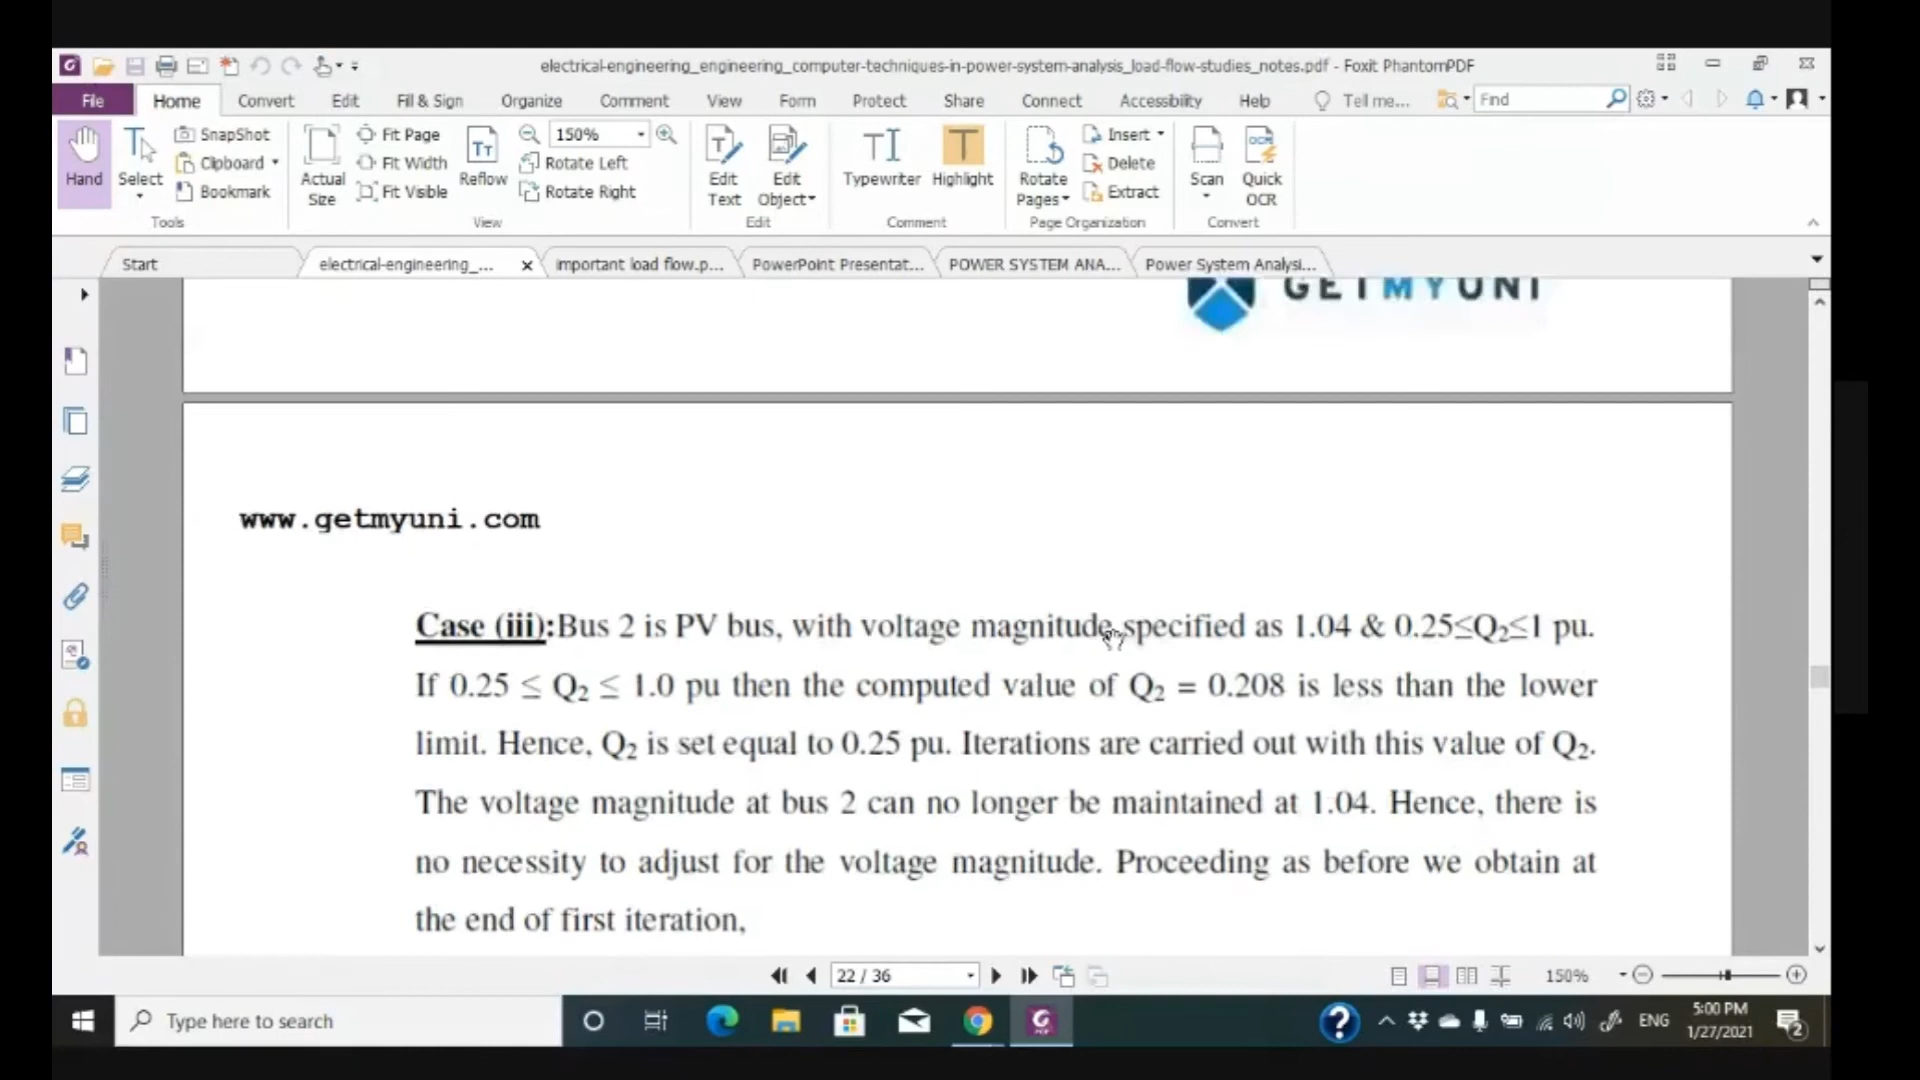 electrical-engineering_engineering_computer-techniques-in-power-system-analysis_load-flow-studies_notes.pdf - Foxit PhantomPDF
File Home Convert Edit Fill & Sign Organize Comment View Form Protect Share Connect Accessibility Help Tell me... Find
Hand
Select
SnapShot
Clipboard
Bookmark
Tools
Actual Size
Fit Page
Fit Width
Fit Visible
Reflow
150%
Rotate Left
Rotate Right
View
Edit Text
Edit Object
Edit
Typewriter
Highlight
Comment
Rotate Pages
Insert
Delete
Extract
Page Organization
Scan
Quick OCR
Convert
Start electrical-engineering_... important load flow.p... PowerPoint Presentat... POWER SYSTEM ANA... Power System Analysi...
GETMYUNI
www.getmyuni.com
Case (iii):Bus 2 is PV bus, with voltage magnitude specified as 1.04 & 0.25≤Q₂≤1 pu.
If 0.25 ≤ Q₂ ≤ 1.0 pu then the computed value of Q₂ = 0.208 is less than the lower
limit. Hence, Q₂ is set equal to 0.25 pu. Iterations are carried out with this value of Q₂.
The voltage magnitude at bus 2 can no longer be maintained at 1.04. Hence, there is
no necessity to adjust for the voltage magnitude. Proceeding as before we obtain at
the end of first iteration,
22 / 36
150%
Type here to search
ENG
5:00 PM
1/27/2021
2